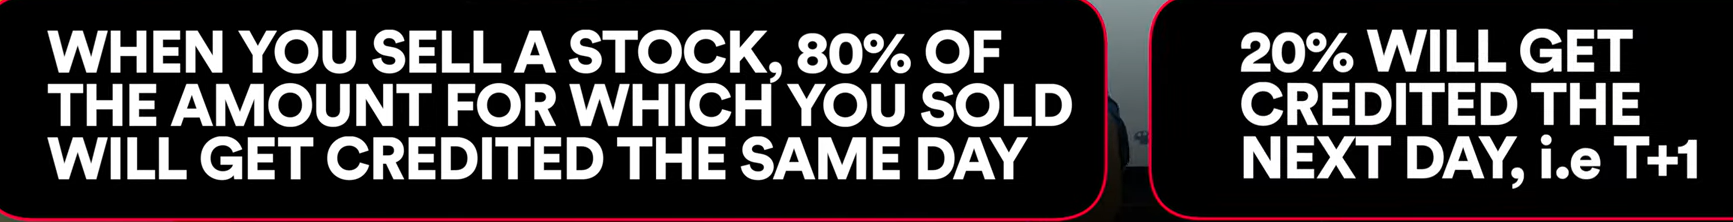 WHEN YOU SELL A STOCK, 80% OF
THE AMOUNT FOR WHICH YOU SOLD
WILL GET CREDITED THE SAME DAY
20% WILL GET
CREDITED THE
NEXT DAY, i.e T+1